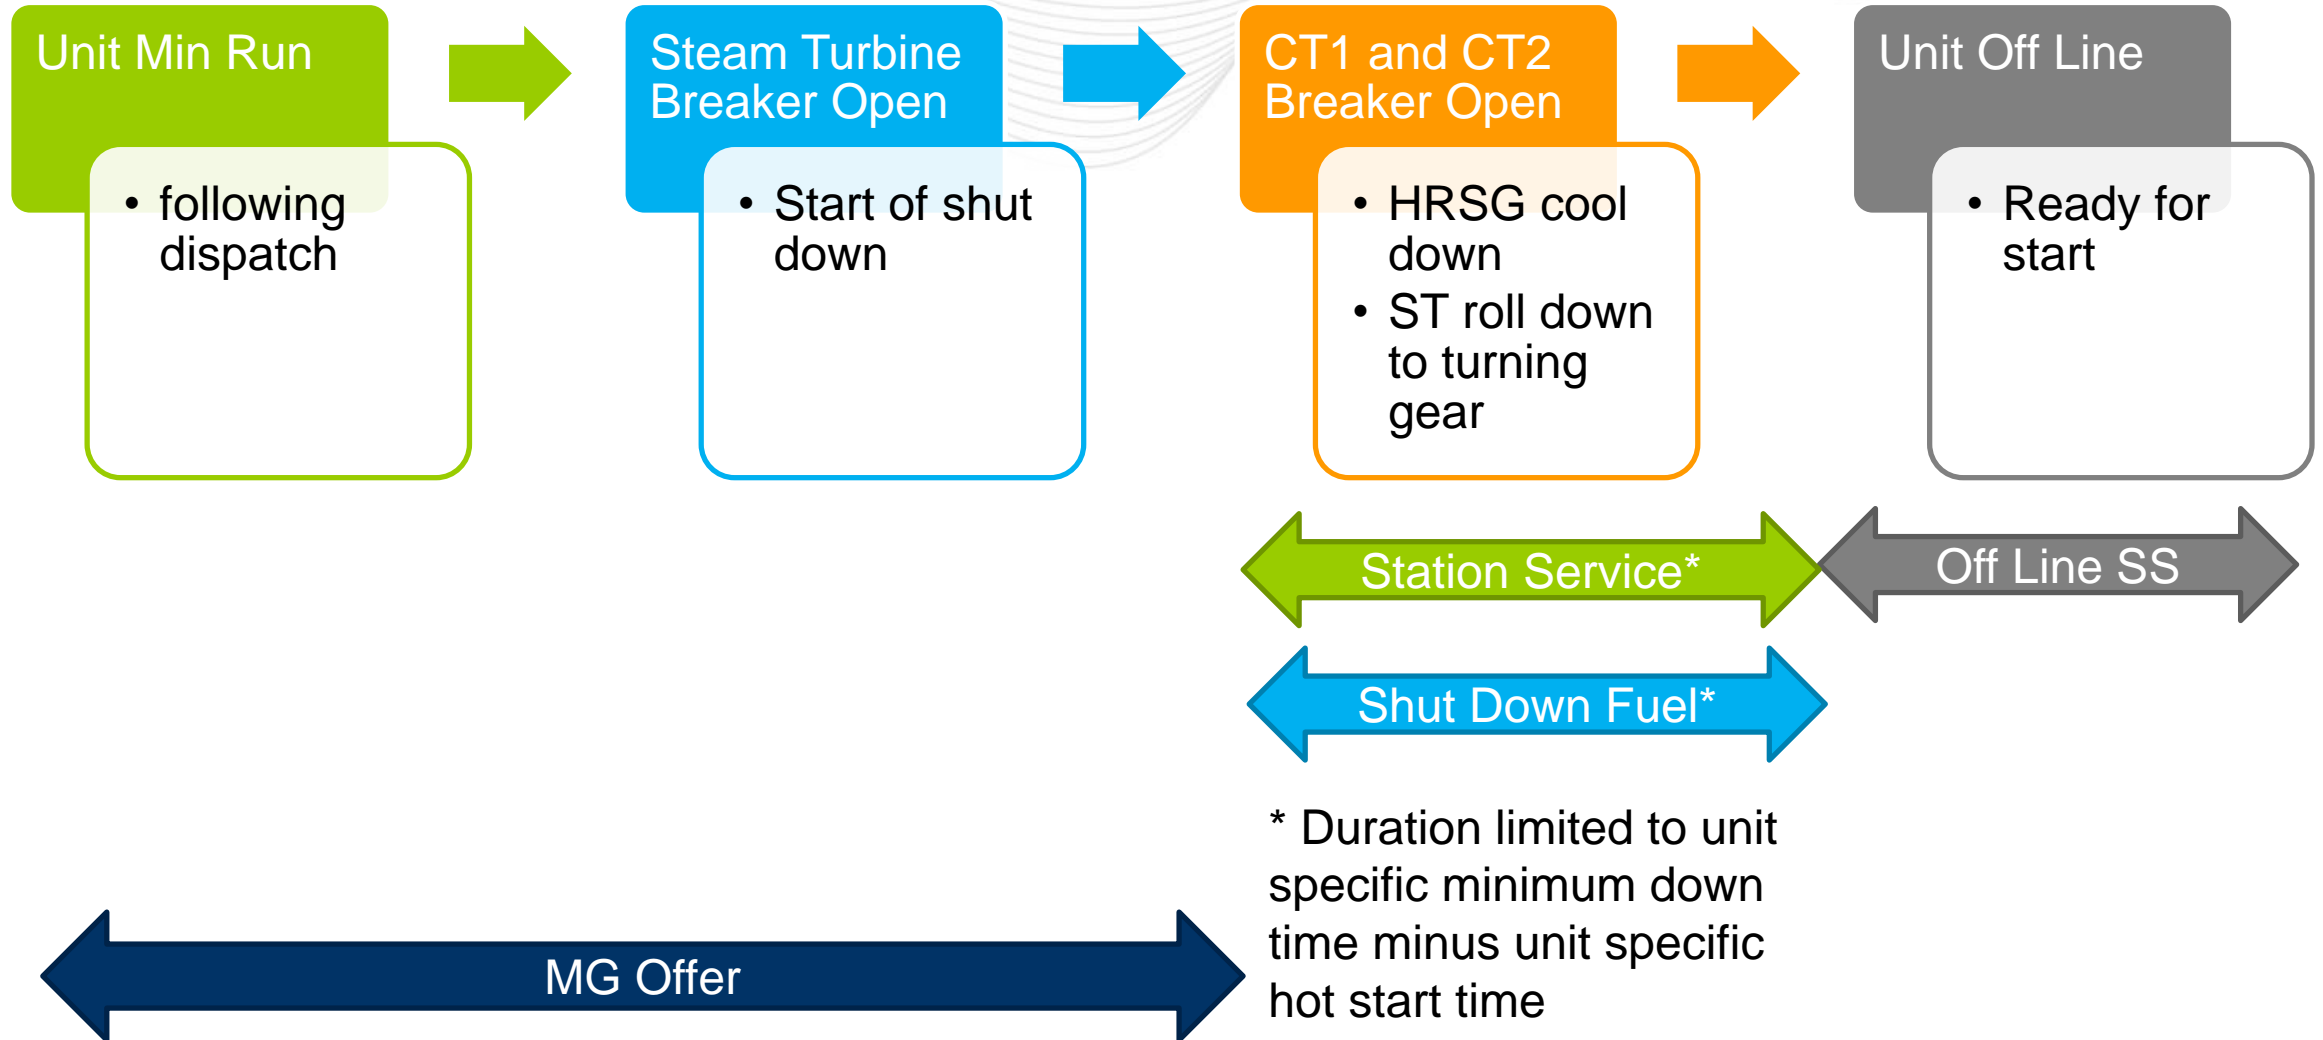 Unit Min Run
• following
dispatch
Steam Turbine
Breaker Open
• Start of shut
down
CT1 and CT2
Breaker Open
• HRSG cool
down
• ST roll down
to turning
gear
Unit Off Line
• Ready for
start
Station Service*
Off Line SS
Shut Down Fuel*
* Duration limited to unit
specific minimum down
time minus unit specific
hot start time
MG Offer